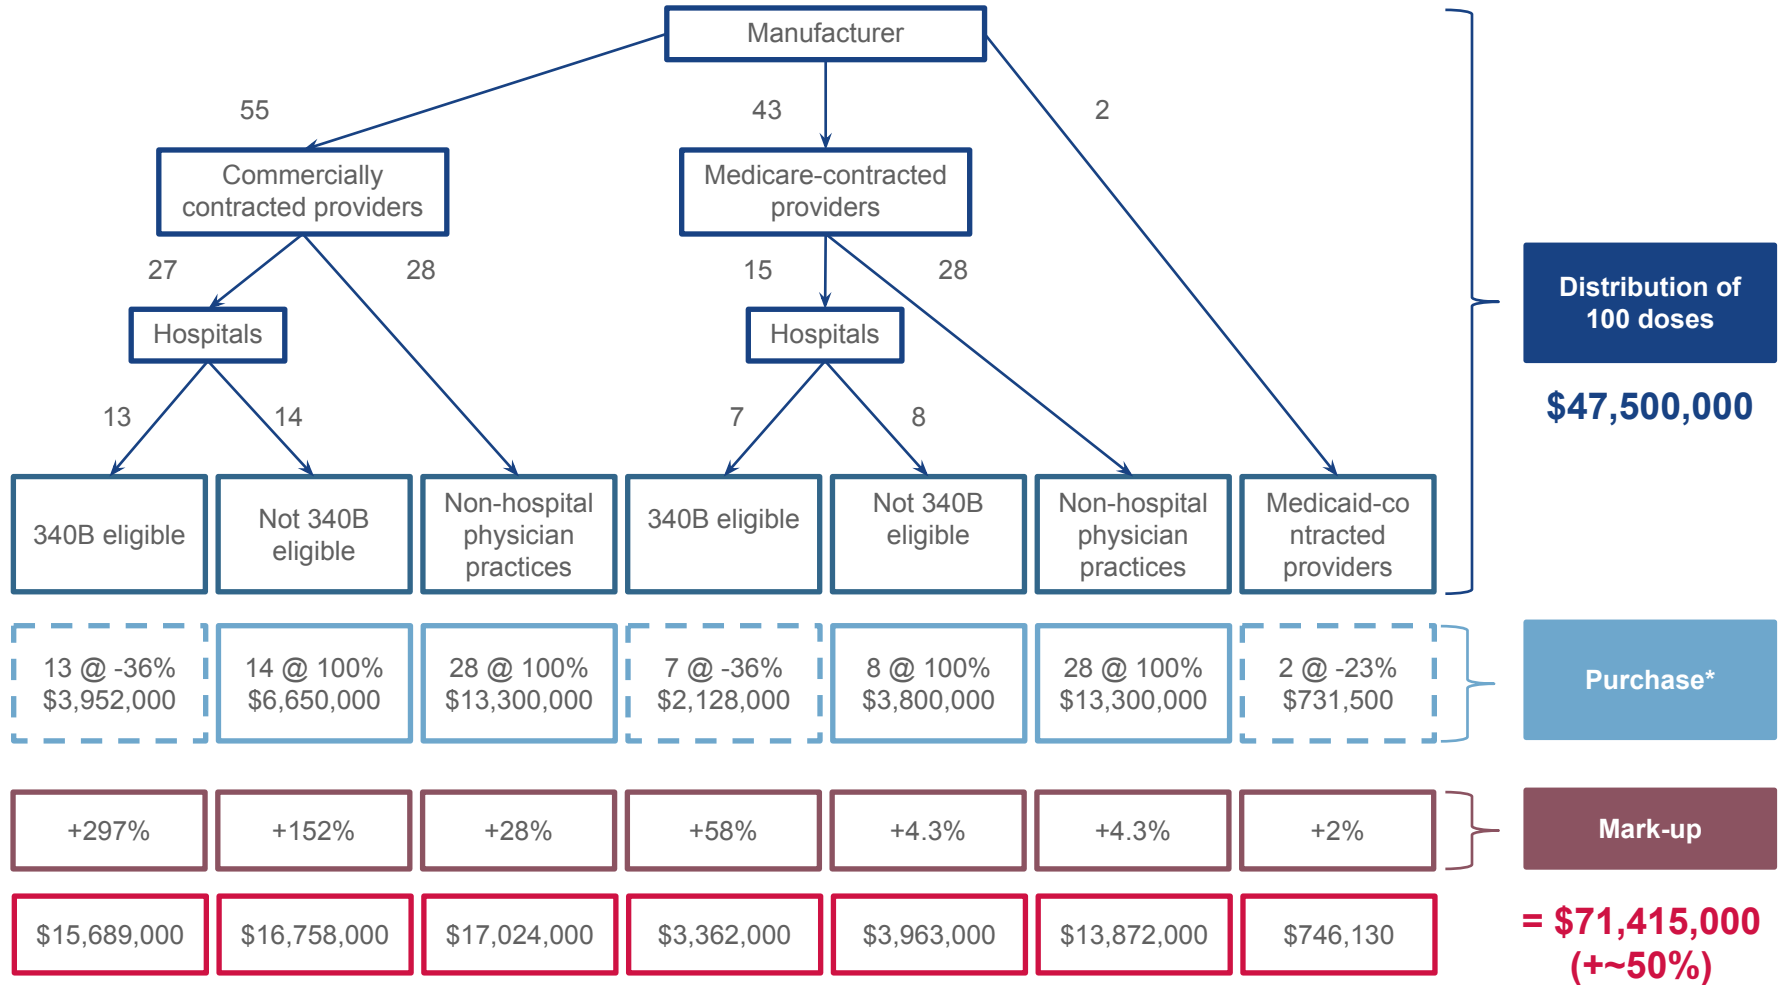 Manufacturer
55
43
2
Commercially
contracted providers
Medicare-contracted
providers
27
28
15
28
Hospitals
Hospitals
13
14
7
8
Distribution of
100 doses
$47,500,000
340B eligible
Not 340B
eligible
Non-hospital
physician
practices
340B eligible
Not 340B
eligible
Non-hospital
physician
practices
Medicaid-co
ntracted
providers
13 @ -36%
$3,952,000
14 @ 100%
$6,650,000
28 @ 100%
$13,300,000
7 @ -36%
$2,128,000
8 @ 100%
$3,800,000
28 @ 100%
$13,300,000
2 @ -23%
$731,500
Purchase*
+297%
+152%
+28%
+58%
+4.3%
+4.3%
+2%
Mark-up
$15,689,000
$16,758,000
$17,024,000
$3,362,000
$3,963,000
$13,872,000
$746,130
= $71,415,000
(+~50%)